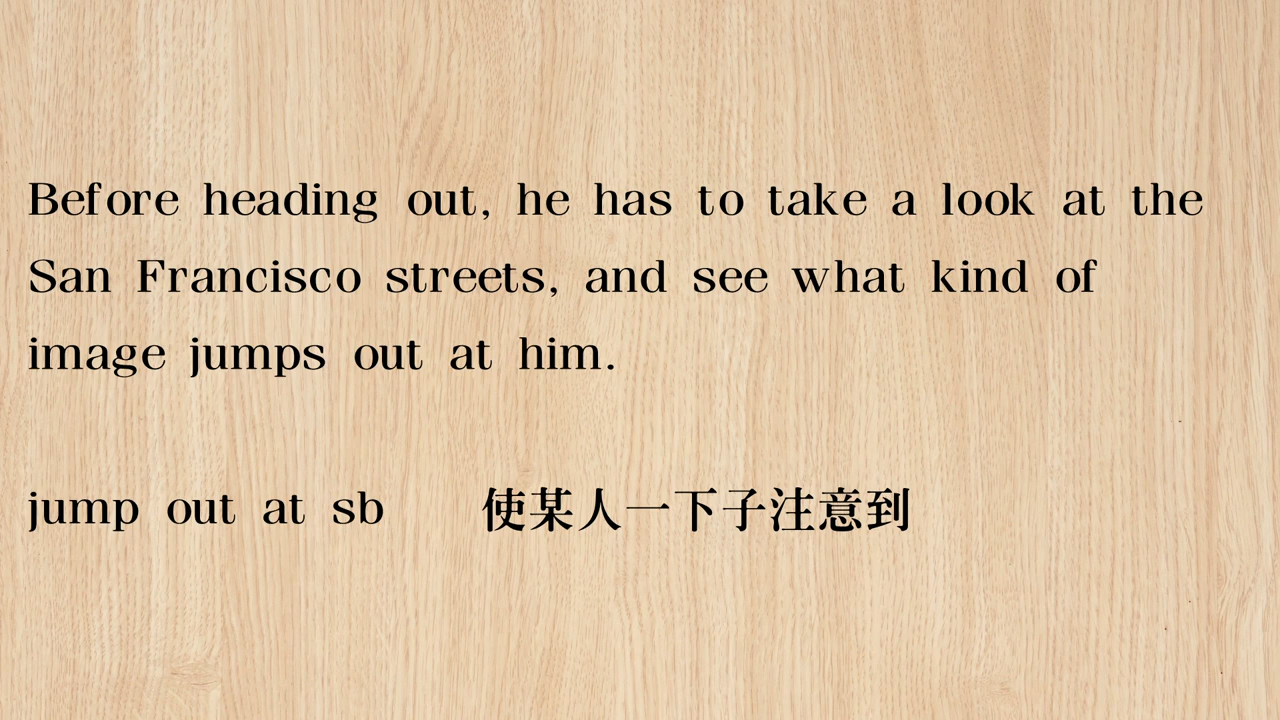 Before heading out, he has to take a look at the
San Francisco streets, and see what kind of
image jumps out at him.
jump out at sb 使某人一下子注意到